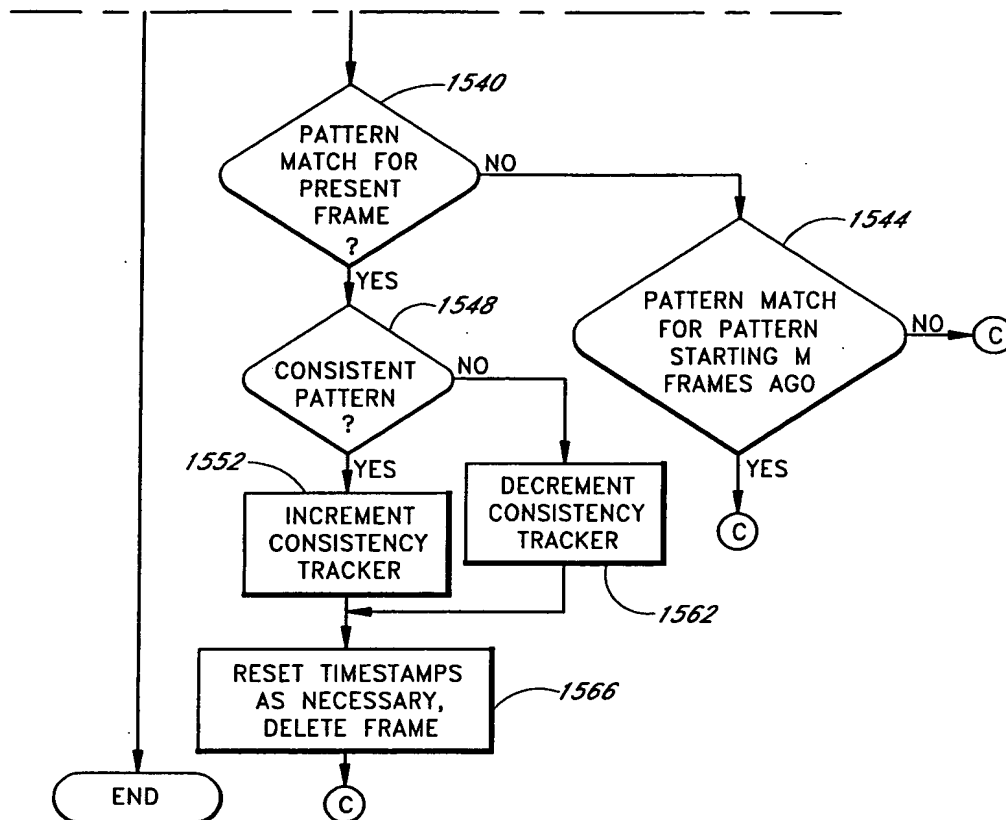 1540
PATTERN
MATCH FOR
PRESENT
FRAME
?
NO
YES
1544
PATTERN MATCH
FOR PATTERN
STARTING M
FRAMES AGO
NO
C
YES
C
1548
CONSISTENT
PATTERN
?
NO
YES
1552
INCREMENT
CONSISTENCY
TRACKER
DECREMENT
CONSISTENCY
TRACKER
1562
RESET TIMESTAMPS
AS NECESSARY,
DELETE FRAME
1566
END
C